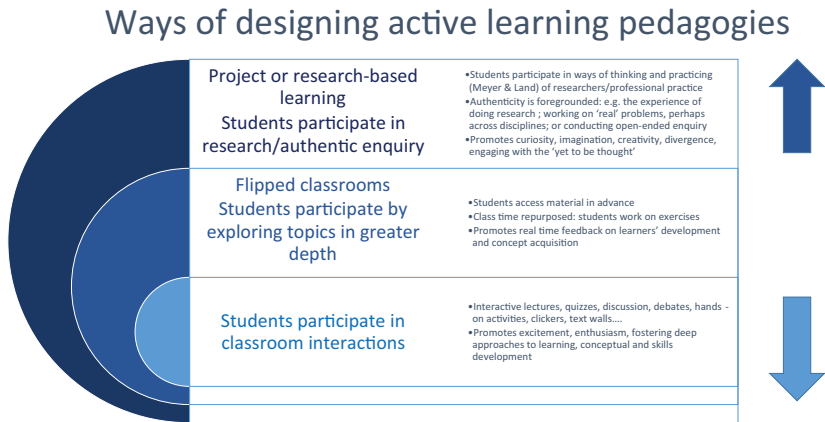 Ways of designing active learning pedagogies
Project or research-based
learning
Students participate in
research/authentic enquiry
•Students participate in ways of thinking and practicing
(Meyer & Land) of researchers/professional practice
•Authenticity is foregrounded: e.g. the experience of
doing research ; working on 'real' problems, perhaps
across disciplines; or conducting open-ended enquiry
•Promotes curiosity, imagination, creativity, divergence,
engaging with the 'yet to be thought'
Flipped classrooms
Students participate by
exploring topics in greater
depth
•Students access material in advance
•Class time repurposed: students work on exercises
•Promotes real time feedback on learners' development
and concept acquisition
Students participate in
classroom interactions
•Interactive lectures, quizzes, discussion, debates, hands -
on activities, clickers, text walls....
•Promotes excitement, enthusiasm, fostering deep
approaches to learning, conceptual and skills
development